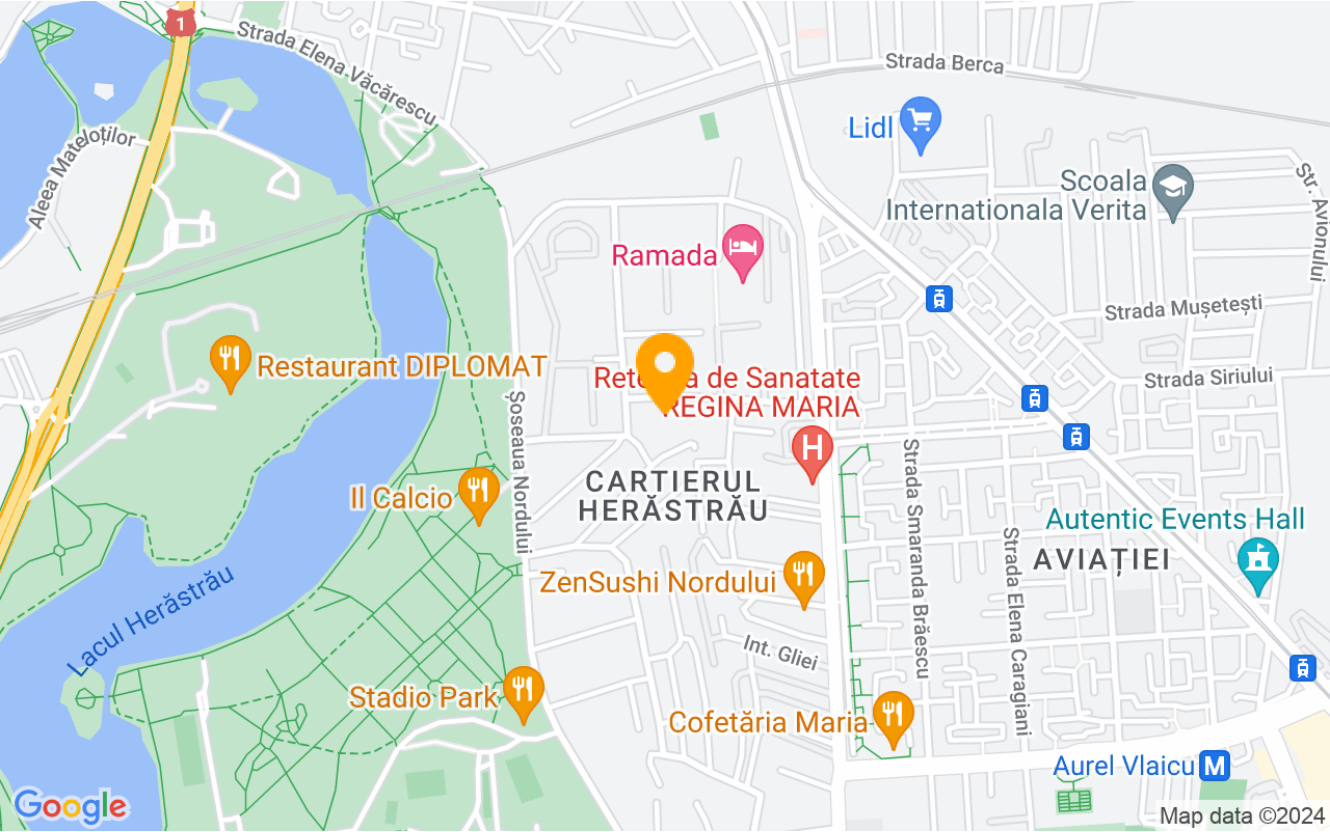 1
Strada Elena Văcărescu
Strada Berca
Lidl
Aleea Mateloților
Scoala
Internationala Verita
Str. Avionului
Ramada
Strada Mușetești
Restaurant DIPLOMAT
Strada Siriului
de Sanatate
REGINA MARIA
H
Șoseaua Nordului
Strada Smaranda Brăescu
CARTIERUL
HERĂSTRĂU
Il Calcio
Autentic Events Hall
AVIAȚIEI
Strada Elena Caragiani
ZenSushi Nordului
Lacul Herăstrău
Int. Gliei
Stadio Park
Cofetăria Maria
Aurel Vlaicu M
Google
Map data ©2024